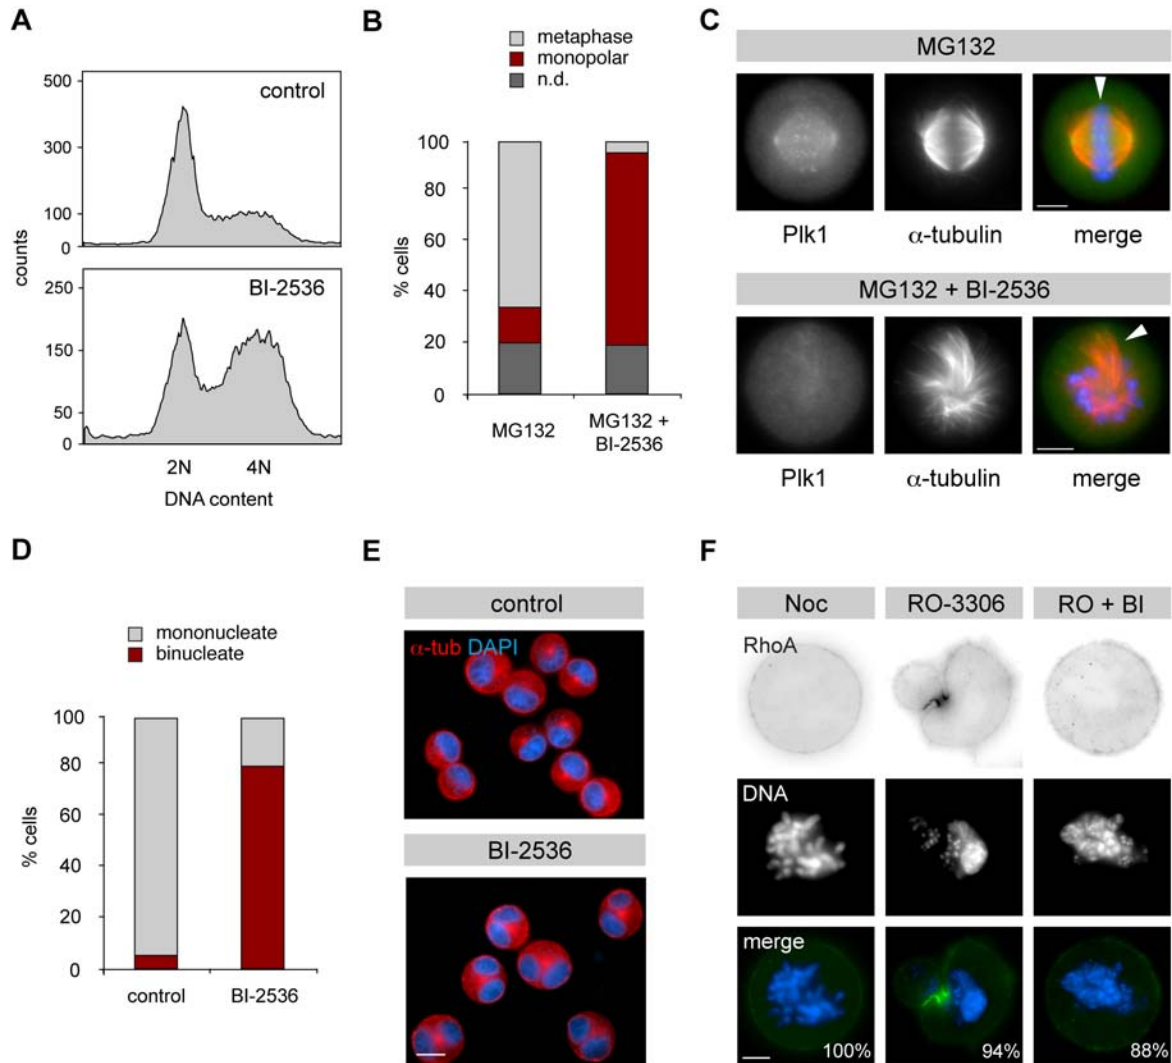 A
500
control
300
100
0
counts
250
BI-2536
150
50
0
2N 4N
DNA content
B
metaphase
monopolar
n.d.
100
80
60
40
20
0
% cells
MG132
MG132 +
BI-2536
C
MG132
Plk1 α-tubulin merge
MG132 + BI-2536
Plk1 α-tubulin merge
D
mononucleate
binucleate
100
80
60
40
20
0
% cells
control BI-2536
E
control
α-tub DAPI
BI-2536
F
Noc RO-3306 RO + BI
RhoA
DNA
merge
100% 94% 88%